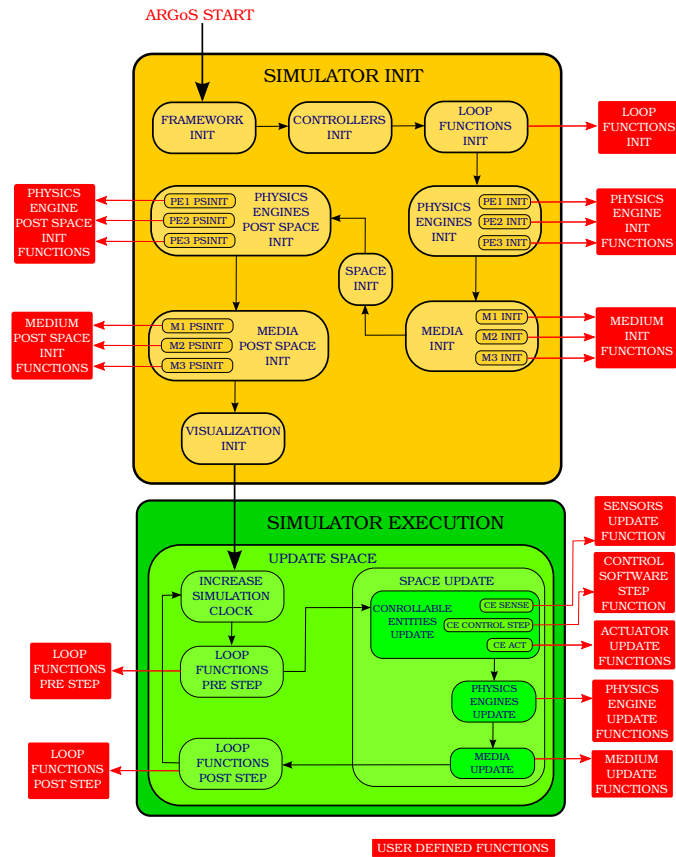 ARGoS START
SIMULATOR INIT
FRAMEWORK
INIT
CONTROLLERS
INIT
LOOP
FUNCTIONS
INIT
LOOP
FUNCTIONS
INIT
PHYSICS
ENGINE
POST SPACE
INIT
FUNCTIONS
PE1 PSINIT
PE2 PSINIT
PE3 PSINIT
PHYSICS
ENGINES
POST SPACE
INIT
SPACE
INIT
PHYSICS
ENGINES
INIT
PE1 INIT
PE2 INIT
PE3 INIT
PHYSICS
ENGINE
INIT
FUNCTIONS
MEDIUM
POST SPACE
INIT
FUNCTIONS
M1 PSINIT
M2 PSINIT
M3 PSINIT
MEDIA
POST SPACE
INIT
MEDIA
INIT
M1 INIT
M2 INIT
M3 INIT
MEDIUM
INIT
FUNCTIONS
VISUALIZATION
INIT
SIMULATOR EXECUTION
UPDATE SPACE
INCREASE
SIMULATION
CLOCK
SPACE UPDATE
CONTROLLABLE
ENTITIES
UPDATE
CE SENSE
CE CONTROL STEP
CE ACT
SENSORS
UPDATE
FUNCTION
CONTROL
SOFTWARE
STEP
FUNCTION
ACTUATOR
UPDATE
FUNCTIONS
LOOP
FUNCTIONS
PRE STEP
LOOP
FUNCTIONS
PRE STEP
PHYSICS
ENGINES
UPDATE
PHYSICS
ENGINE
UPDATE
FUNCTIONS
LOOP
FUNCTIONS
POST STEP
LOOP
FUNCTIONS
POST STEP
MEDIA
UPDATE
MEDIUM
UPDATE
FUNCTIONS
USER DEFINED FUNCTIONS